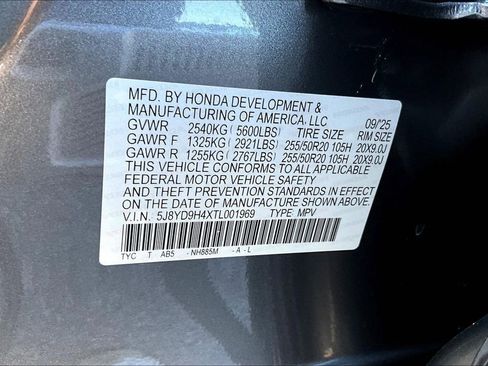 MFD. BY HONDA DEVELOPMENT &
MANUFACTURING OF AMERICA, LLC 09/'25
GVWR 2540KG( 5600LBS) TIRE SIZE RIM SIZE
GAWR F 1325KG( 2921LBS) 255/50R20 105H 20X9.0J
GAWR R 1255KG( 2767LBS) 255/50R20 105H 20X9.0J
THIS VEHICLE CONFORMS TO ALL APPLICABLE
FEDERAL MOTOR VEHICLE SAFETY
AND THEFT PREVENTION STANDARDS IN EFFECT
ON THE DATE OF MANUFACTURE SHOWN ABOVE.
V.I.N. 5J8YD9H4XTL001969 TYPE: MPV
TYC T AB5 -NH885M -A-L